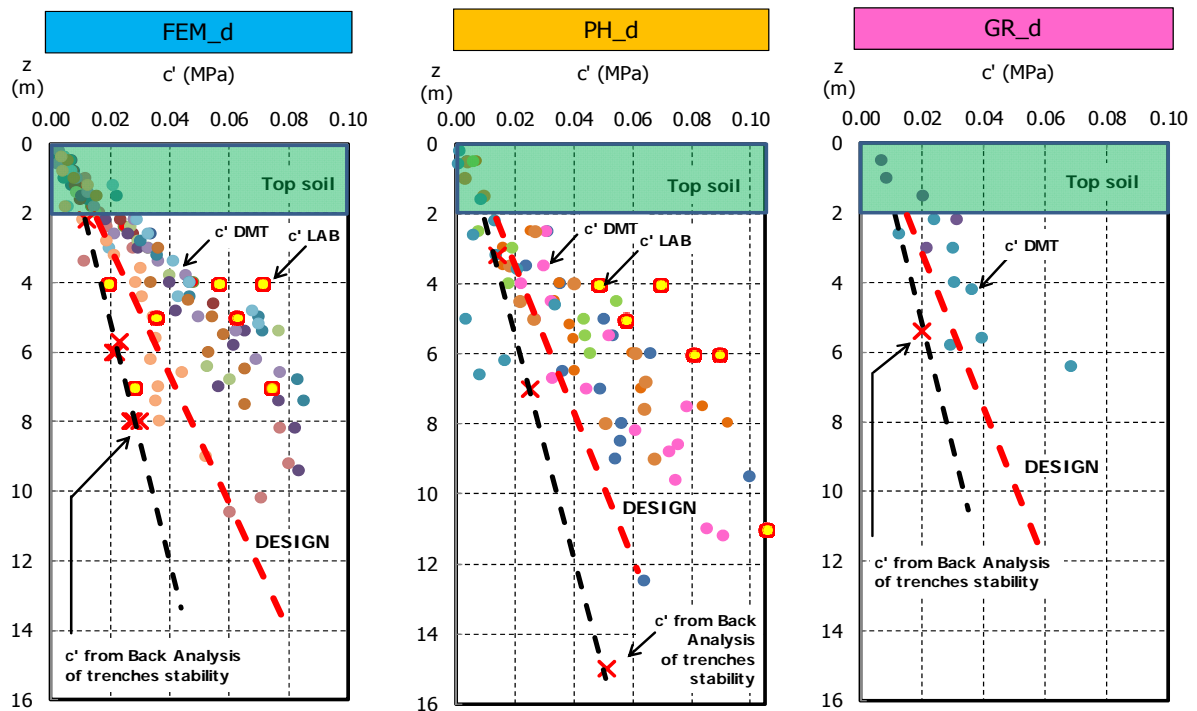 FEM_d
z
(m)
c' (MPa)
0.00 0.02 0.04 0.06 0.08 0.10
0
2
4
6
8
10
12
14
16
Top soil
c' DMT
c' LAB
DESIGN
c' from Back Analysis
of trenches stability
PH_d
z
(m)
c' (MPa)
0.00 0.02 0.04 0.06 0.08 0.10
0
2
4
6
8
10
12
14
16
Top soil
c' DMT
c' LAB
DESIGN
c' from Back
Analysis
of trenches
stability
GR_d
z
(m)
c' (MPa)
0.00 0.02 0.04 0.06 0.08 0.10
0
2
4
6
8
10
12
14
16
Top soil
c' DMT
DESIGN
c' from Back Analysis
of trenches stability